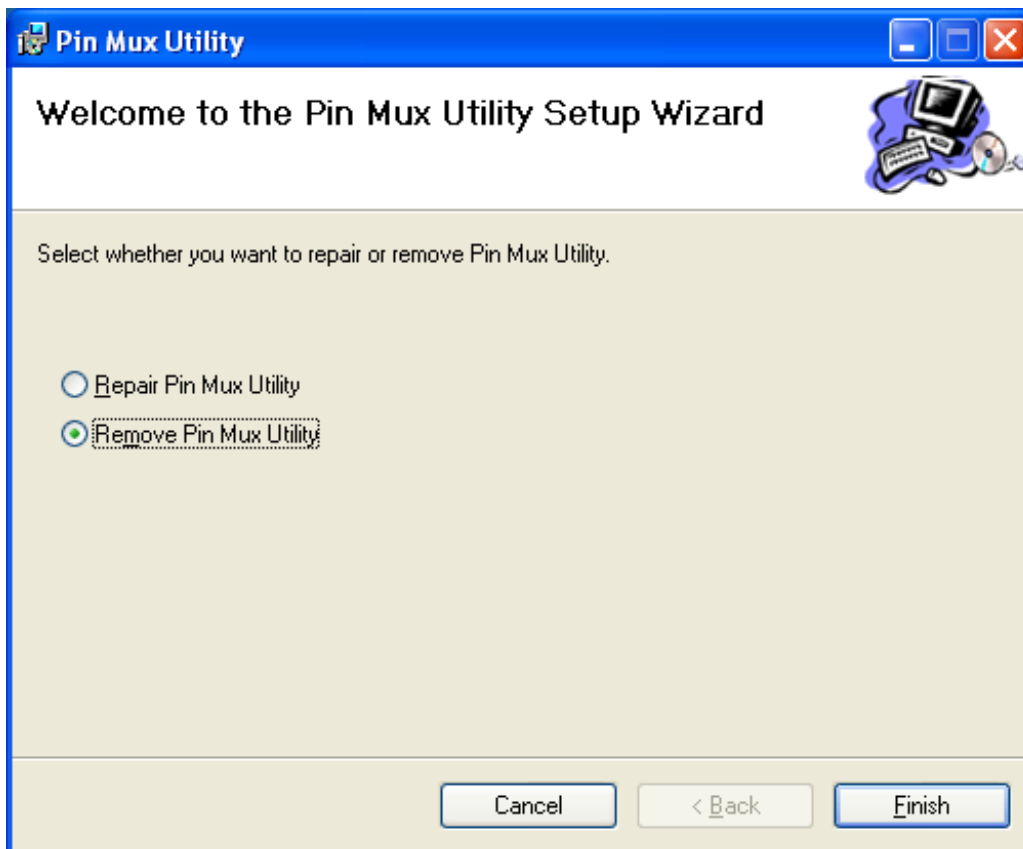 Pin Mux Utility
Welcome to the Pin Mux Utility Setup Wizard
Select whether you want to repair or remove Pin Mux Utility.
Repair Pin Mux Utility
Remove Pin Mux Utility
Cancel
< Back
Finish